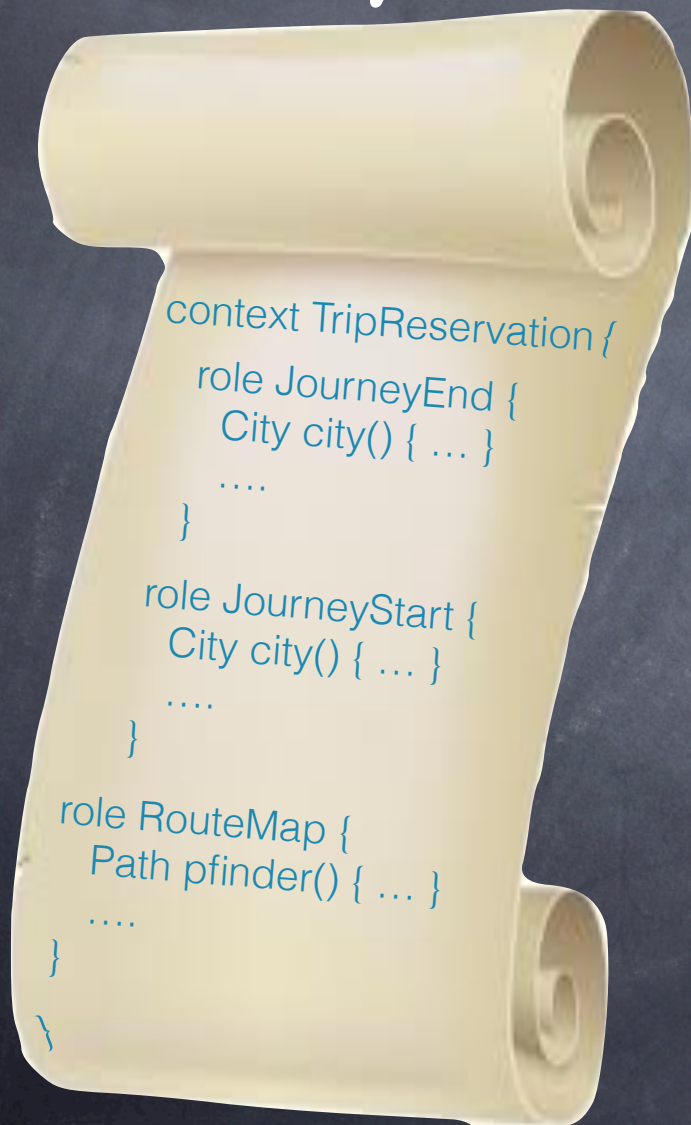 context TripReservation {
role JourneyEnd {
City city() { … }
….
}
role JourneyStart {
City city() { … }
….
}
role RouteMap {
Path pfinder() { … }
….
}
}